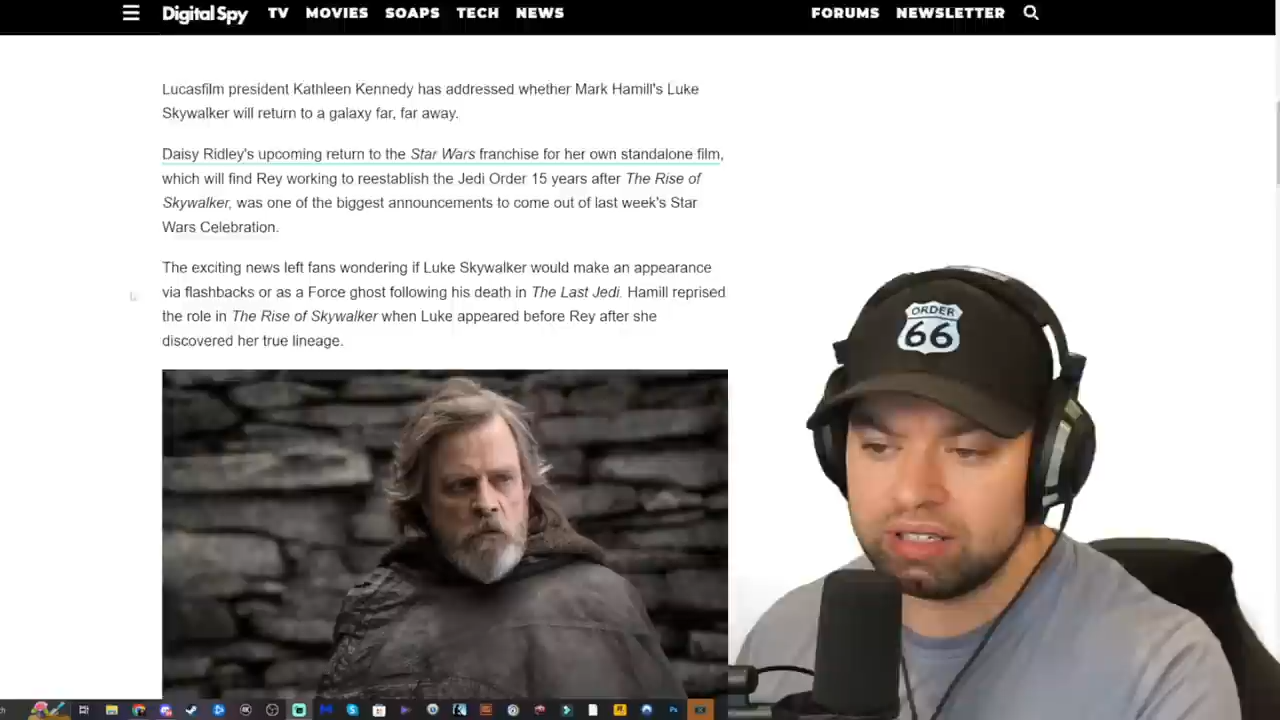 Digital Spy TV MOVIES SOAPS TECH NEWS FORUMS NEWSLETTER
Lucasfilm president Kathleen Kennedy has addressed whether Mark Hamill's Luke
Skywalker will return to a galaxy far, far away.
Daisy Ridley's upcoming return to the Star Wars franchise for her own standalone film,
which will find Rey working to reestablish the Jedi Order 15 years after The Rise of
Skywalker, was one of the biggest announcements to come out of last week's Star
Wars Celebration.
The exciting news left fans wondering if Luke Skywalker would make an appearance
via flashbacks or as a Force ghost following his death in The Last Jedi. Hamill reprised
the role in The Rise of Skywalker when Luke appeared before Rey after she
discovered her true lineage.
ORDER
66